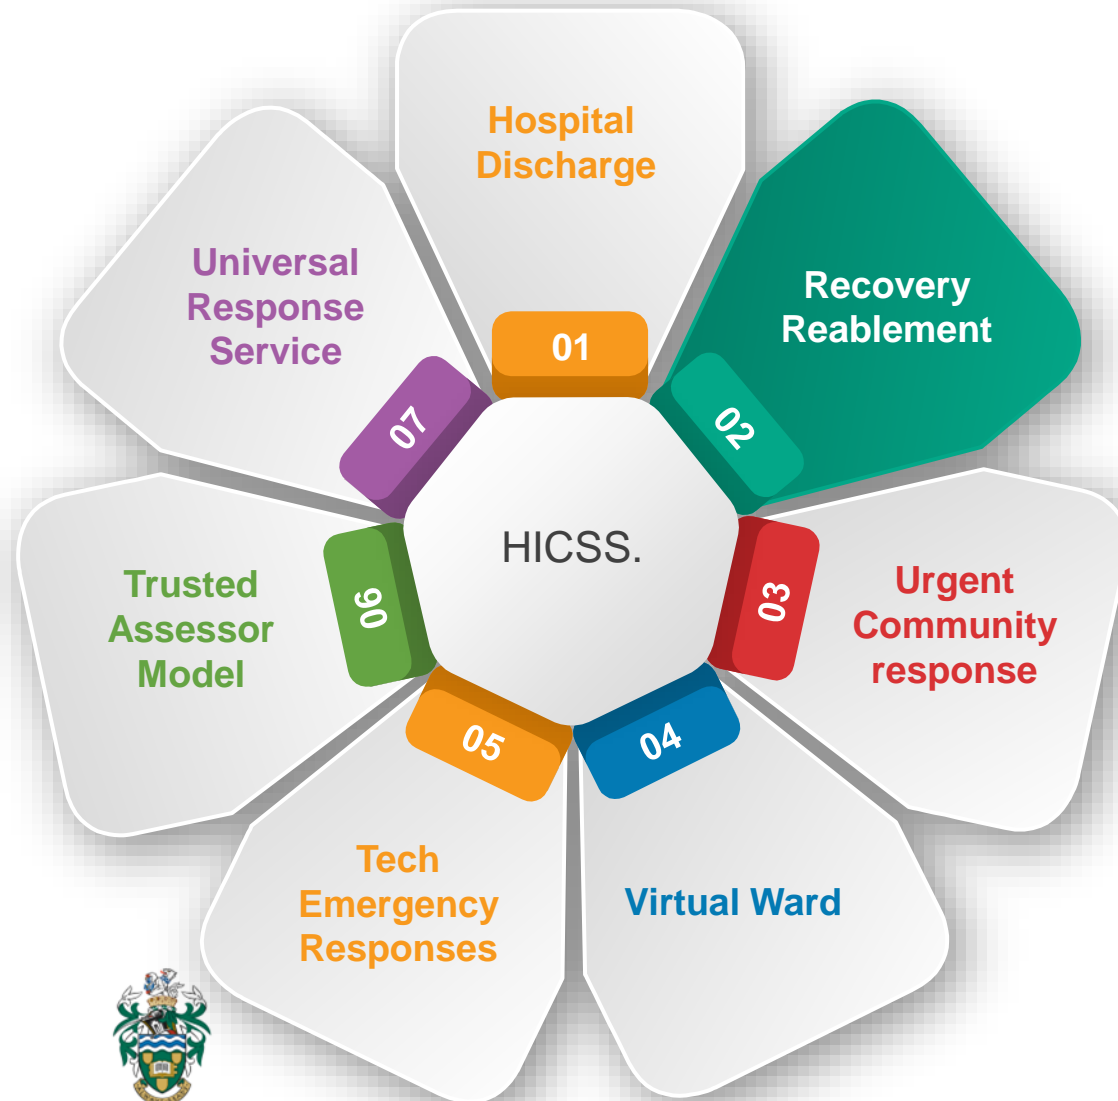 Hospital
Discharge
01
Recovery
Reablement
02
Urgent
Community
response
03
Virtual Ward
04
Tech
Emergency
Responses
05
Trusted
Assessor
Model
06
Universal
Response
Service
07
HICSS.